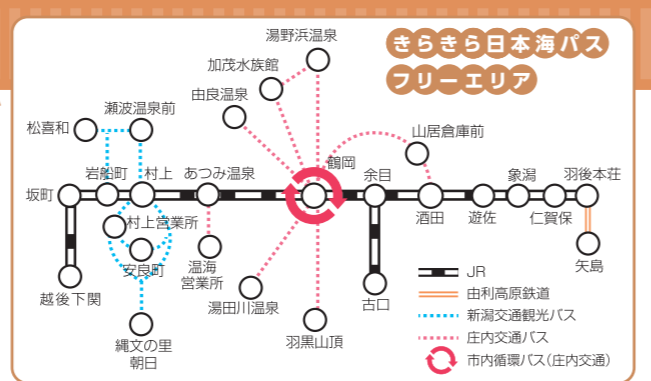 きらきら日本海パス
フリーエリア
湯野浜温泉
加茂水族館
由良温泉
瀬波温泉前
松喜和
山居倉庫前
岩船町
村上
あつみ温泉
鶴岡
余目
象潟
羽後本荘
坂町
酒田
遊佐
仁賀保
村上営業所
安良町
温海
営業所
矢島
越後下関
湯田川温泉
古口
羽黒山頂
縄文の里
朝日
JR
由利高原鉄道
新潟交通観光バス
庄内交通バス
市内循環バス(庄内交通)